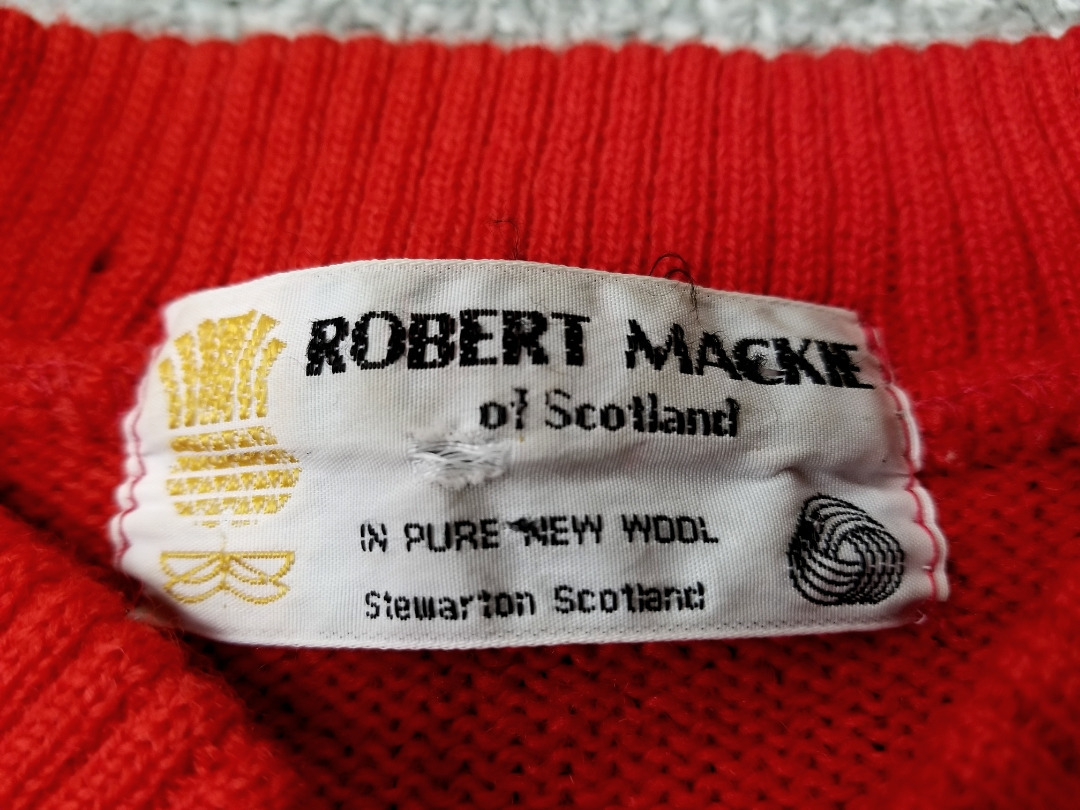 ROBERT MACKIE
of Scotland
IN PURE NEW WOOL
Stewarton Scotland